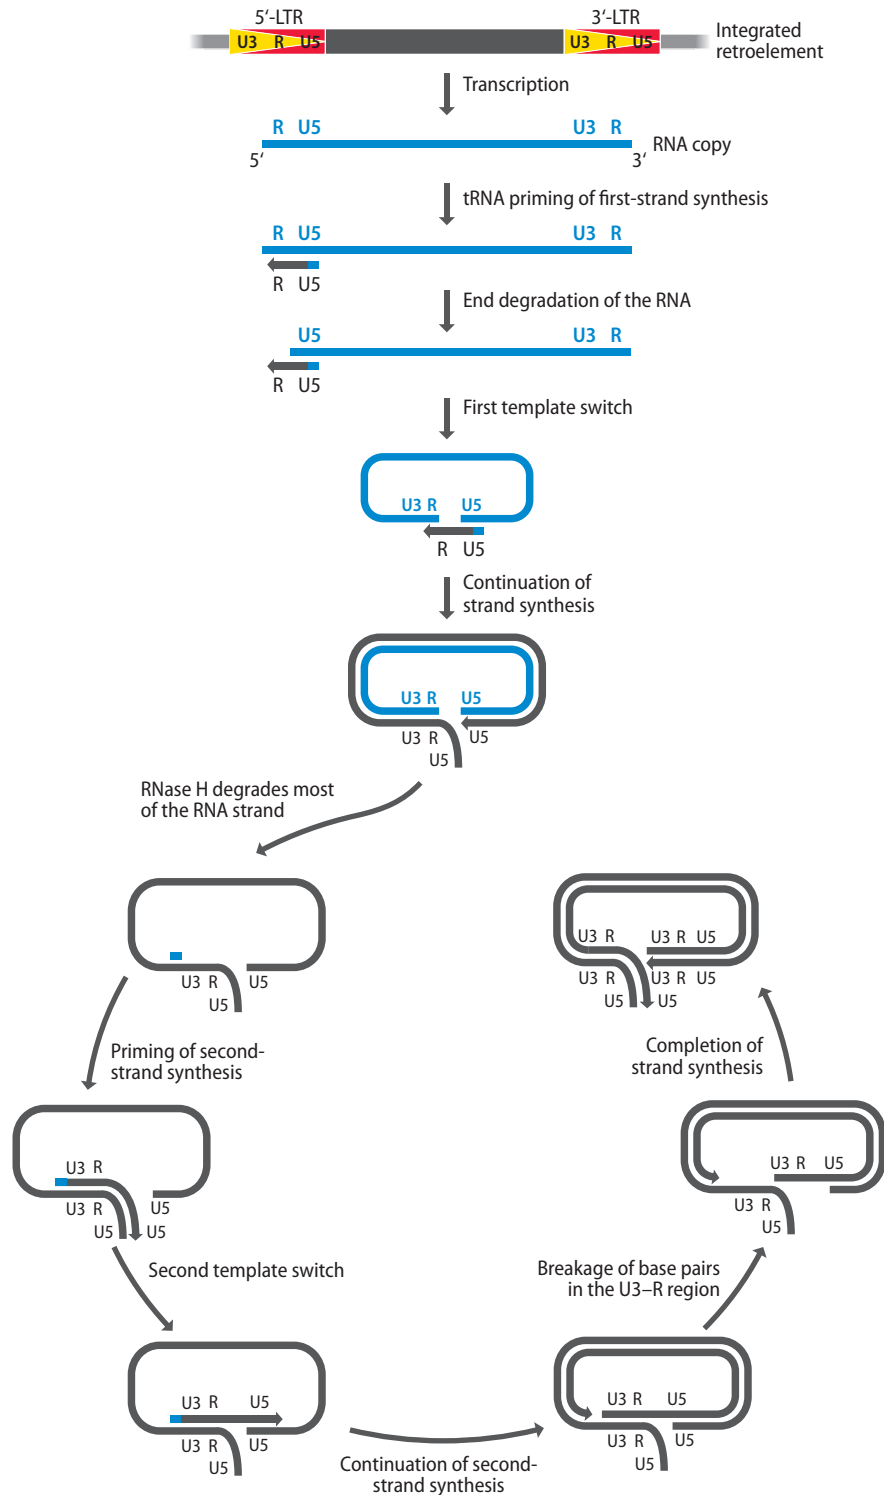 5‘-LTR
3‘-LTR
U3 R U5
U3 R U5
Integrated
retroelement
Transcription
R U5
U3 R
RNA copy
5‘
3‘
tRNA priming of first-strand synthesis
R U5
U3 R
R U5
End degradation of the RNA
U5
U3 R
R U5
First template switch
U3 R U5
R U5
Continuation of
strand synthesis
U3 R U5
U3 R U5
U5
RNase H degrades most
of the RNA strand
U3 R U5
U5
Priming of second-
strand synthesis
U3 R
U5
U3 R
U5 U5
Second template switch
U3 R U5
U3 R U5
U5
Continuation of second-
strand synthesis
U3 R U5
U3 R U5
U5
Breakage of base pairs
in the U3–R region
U3 R U5
U3 R
U5
Completion of
strand synthesis
U3 R U3 R U5
U3 R U3 R U5
U5 U5